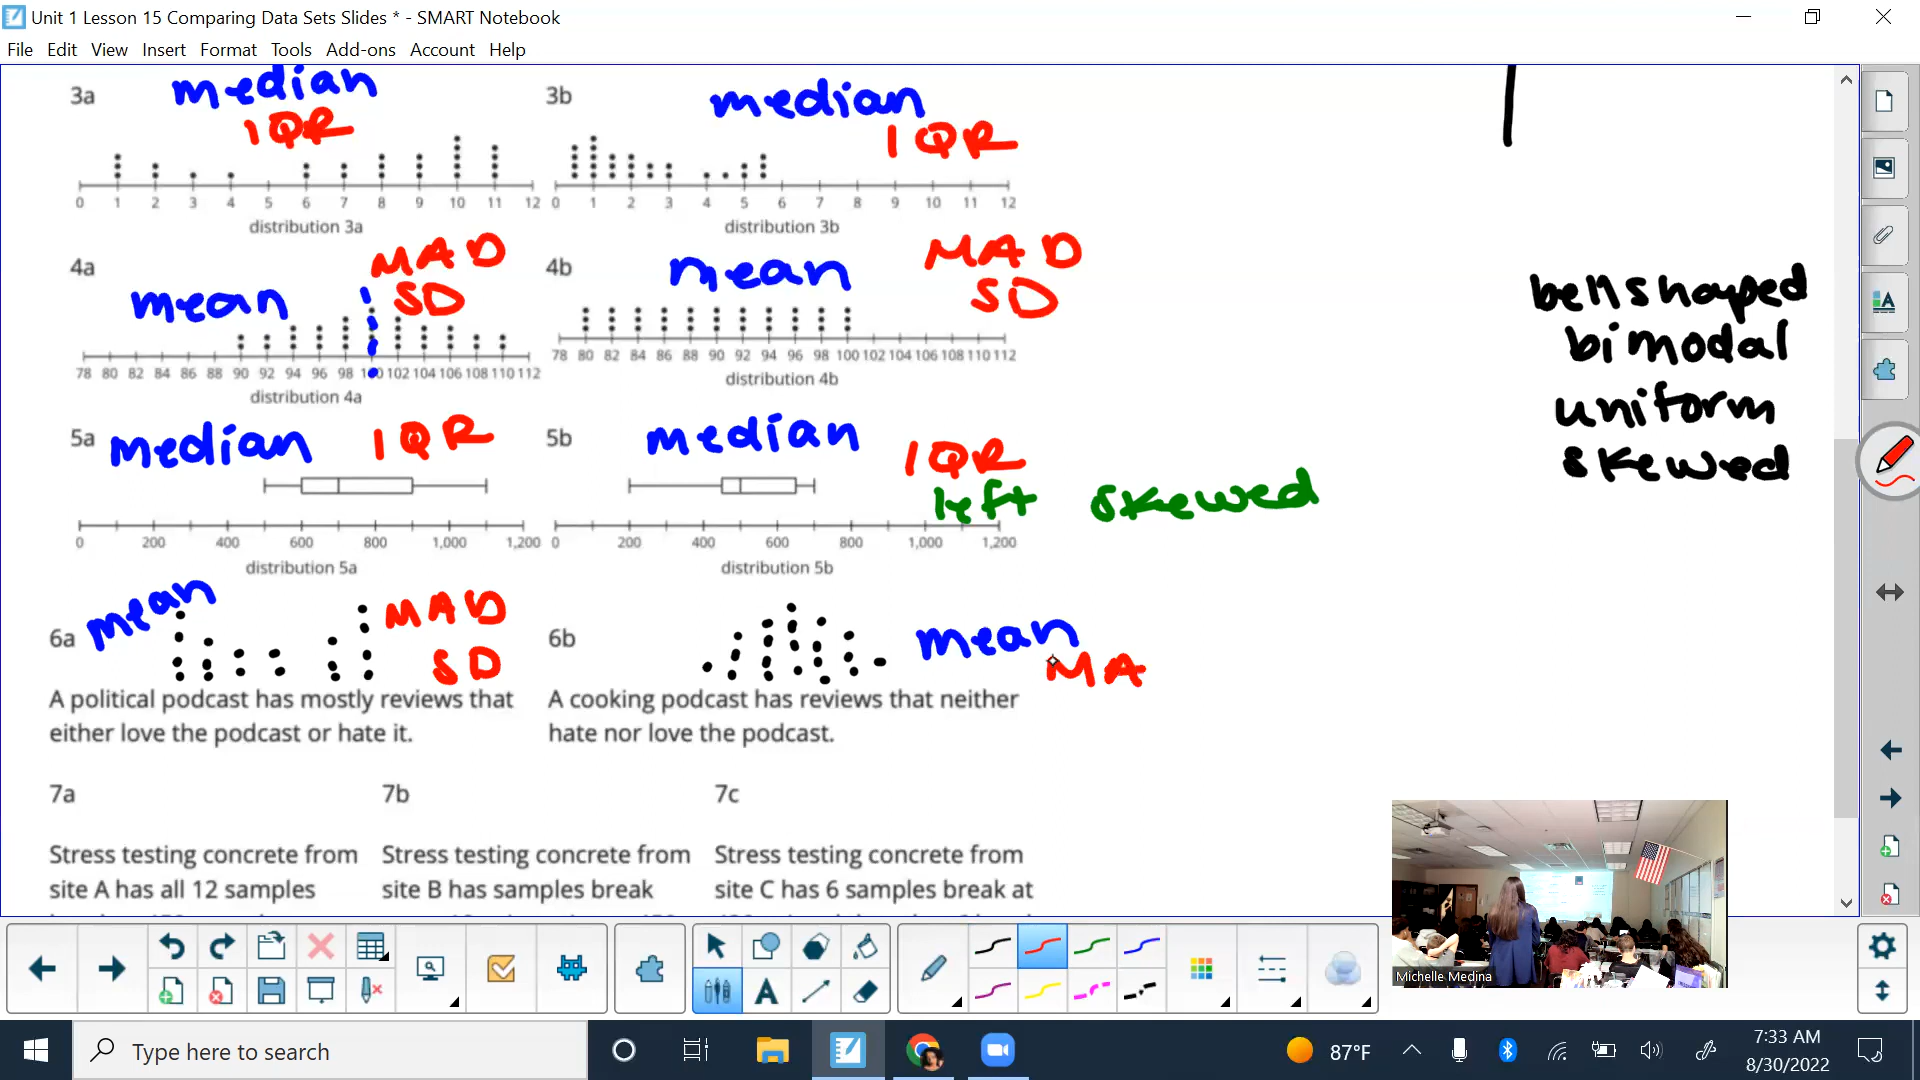 Unit 1 Lesson 15 Comparing Data Sets Slides * - SMART Notebook
File Edit View Insert Format Tools Add-ons Account Help
3a median IQR
3b median IQR
0 1 2 3 4 5 6 7 8 9 10 11 12
0 1 2 3 4 5 6 7 8 9 10 11 12
distribution 3a
distribution 3b
4a mean MAD SD
4b mean MAD SD
78 80 82 84 86 88 90 92 94 96 98 100 102 104 106 108 110 112
78 80 82 84 86 88 90 92 94 96 98 100 102 104 106 108 110 112
distribution 4a
distribution 4b
bell shaped
bimodal
uniform
skewed
5a median IQR
5b median IQR
left skewed
0 200 400 600 800 1,000 1,200
0 200 400 600 800 1,000 1,200
distribution 5a
distribution 5b
6a mean MAD SD
6b mean MA
A political podcast has mostly reviews that
either love the podcast or hate it.
A cooking podcast has reviews that neither
hate nor love the podcast.
7a
7b
7c
Stress testing concrete from
site A has all 12 samples
Stress testing concrete from
site B has samples break
Stress testing concrete from
site C has 6 samples break at
Michelle Medina
Type here to search
87°F
7:33 AM
8/30/2022